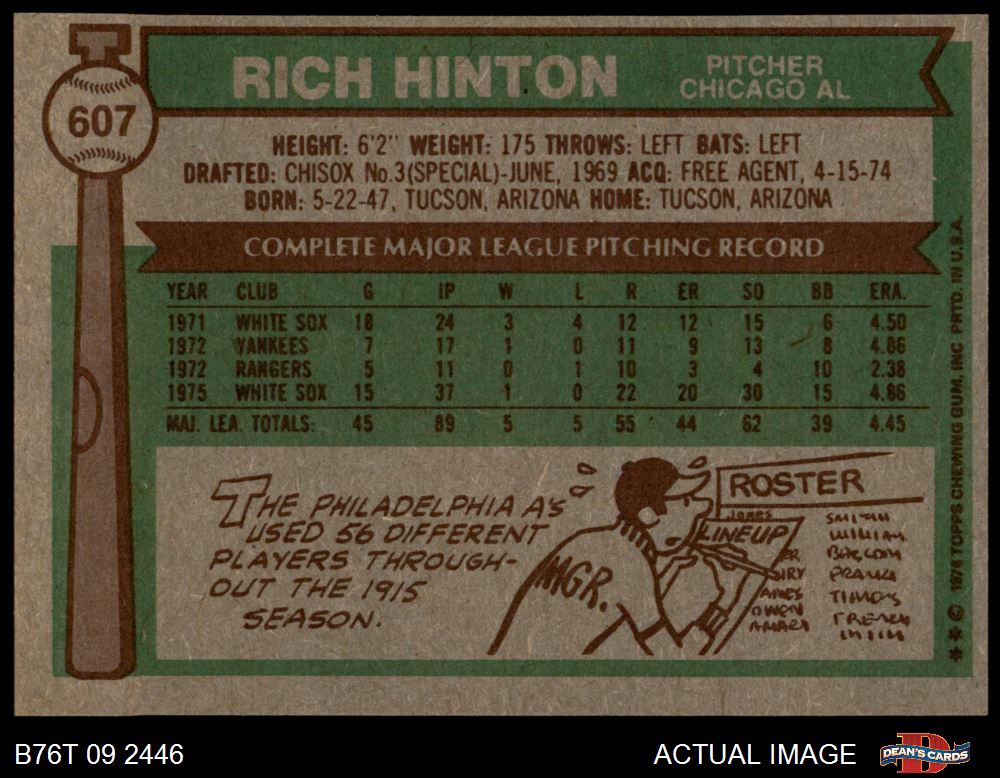 607
RICH HINTON
PITCHER
CHICAGO AL
HEIGHT: 6'2" WEIGHT: 175 THROWS: LEFT BATS: LEFT
DRAFTED: CHISOX No.3(SPECIAL)-JUNE, 1969 ACQ: FREE AGENT, 4-15-74
BORN: 5-22-47, TUCSON, ARIZONA HOME: TUCSON, ARIZONA
COMPLETE MAJOR LEAGUE PITCHING RECORD
YEAR CLUB G IP W L R ER SO BB ERA.
1971 WHITE SOX 18 24 3 4 12 12 15 6 4.50
1972 YANKEES 7 17 1 0 11 9 13 8 4.86
1972 RANGERS 5 11 0 1 10 3 4 10 2.38
1975 WHITE SOX 15 37 1 0 22 20 30 15 4.86
MAJ. LEA. TOTALS: 45 89 5 5 55 44 62 39 4.45
THE PHILADELPHIA A'S
USED 56 DIFFERENT
PLAYERS THROUGH-
OUT THE 1915
SEASON.
MGR.
ROSTER
JONES
LINEUP
SMITH
OWEN
** © 1976 TOPPS CHEWING GUM, INC. PRTD. IN U.S.A.
B76T 09 2446
ACTUAL IMAGE
DEAN'S CARDS